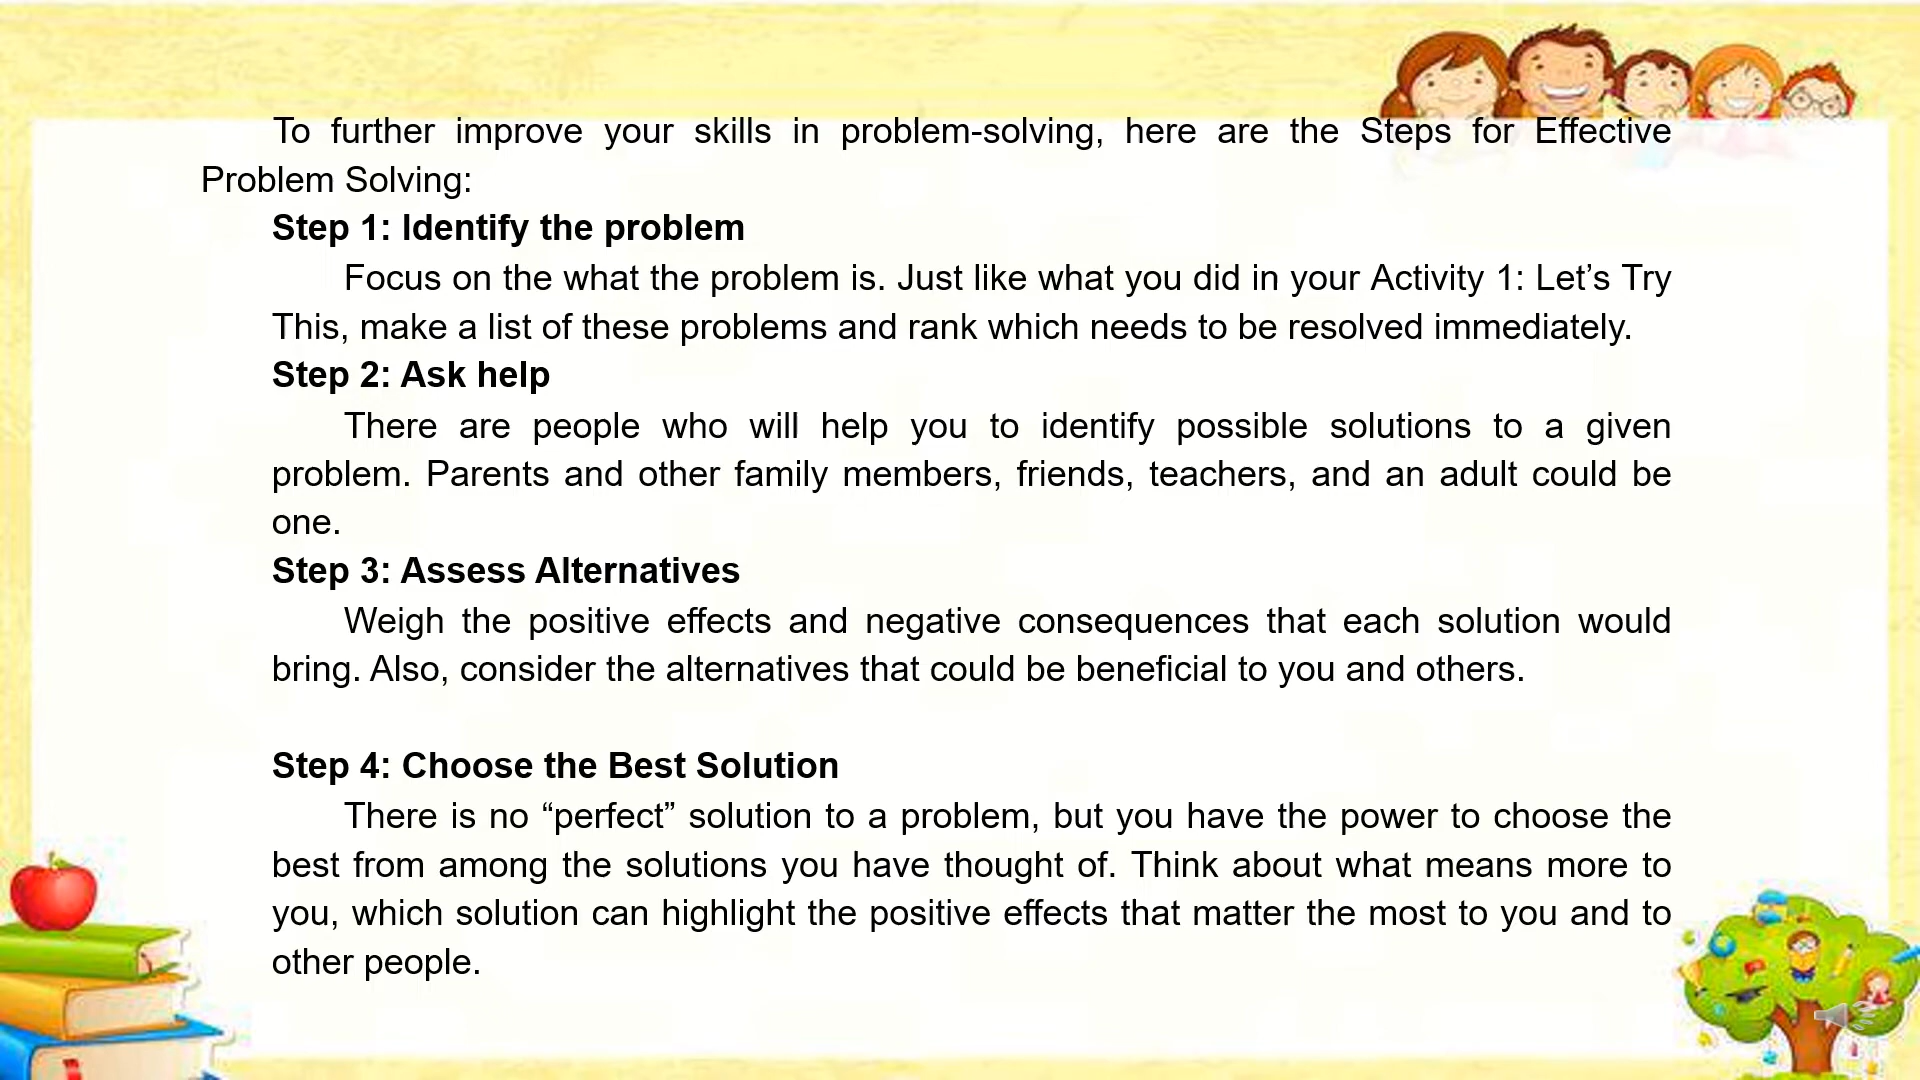 To further improve your skills in problem-solving, here are the Steps for Effective
Problem Solving:
Step 1: Identify the problem
Focus on the what the problem is. Just like what you did in your Activity 1: Let’s Try
This, make a list of these problems and rank which needs to be resolved immediately.
Step 2: Ask help
There are people who will help you to identify possible solutions to a given
problem. Parents and other family members, friends, teachers, and an adult could be
one.
Step 3: Assess Alternatives
Weigh the positive effects and negative consequences that each solution would
bring. Also, consider the alternatives that could be beneficial to you and others.
Step 4: Choose the Best Solution
There is no “perfect” solution to a problem, but you have the power to choose the
best from among the solutions you have thought of. Think about what means more to
you, which solution can highlight the positive effects that matter the most to you and to
other people.